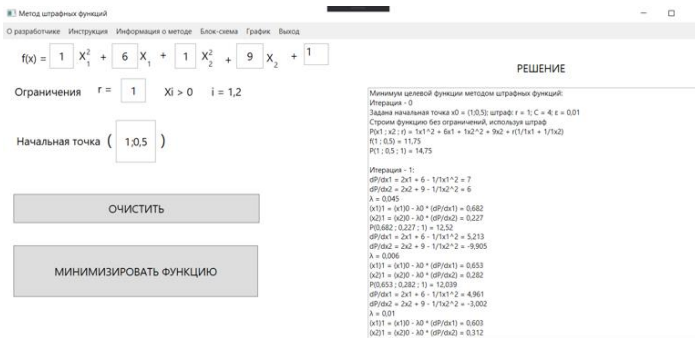 Метод штрафных функций
О разработчике Инструкция Информация о методе Блок-схема График Выход
f(x) = 1 X₁² + 6 X₁ + 1 X₂² + 9 X₂ + 1
Ограничения r = 1 Xi > 0 i = 1,2
Начальная точка ( 1;0,5 )
ОЧИСТИТЬ
МИНИМИЗИРОВАТЬ ФУНКЦИЮ
РЕШЕНИЕ
Минимум целевой функции методом штрафных функций:
Итерация - 0
Задана начальная точка x0 = (1;0,5); штраф: r = 1; C = 4; ε = 0,01
Строим функцию без ограничений, используя штраф
P(x1 ; x2 ; r) = 1x1^2 + 6x1 + 1x2^2 + 9x2 + r(1/1x1 + 1/1x2)
f(1 ; 0,5) = 11,75
P(1 ; 0,5 ; 1) = 14,75
Итерация - 1:
dP/dx1 = 2x1 + 6 - 1/1x1^2 = 7
dP/dx2 = 2x2 + 9 - 1/1x2^2 = 6
λ = 0,045
(x1)1 = (x1)0 - λ0 * (dP/dx1) = 0,682
(x2)1 = (x2)0 - λ0 * (dP/dx2) = 0,227
P(0,682 ; 0,227 ; 1) = 12,52
dP/dx1 = 2x1 + 6 - 1/1x1^2 = 5,213
dP/dx2 = 2x2 + 9 - 1/1x2^2 = -9,905
λ = 0,006
(x1)1 = (x1)0 - λ0 * (dP/dx1) = 0,653
(x2)1 = (x2)0 - λ0 * (dP/dx2) = 0,282
P(0,653 ; 0,282 ; 1) = 12,039
dP/dx1 = 2x1 + 6 - 1/1x1^2 = 4,961
dP/dx2 = 2x2 + 9 - 1/1x2^2 = -3,002
λ = 0,01
(x1)1 = (x1)0 - λ0 * (dP/dx1) = 0,603
(x2)1 = (x2)0 - λ0 * (dP/dx2) = 0,312